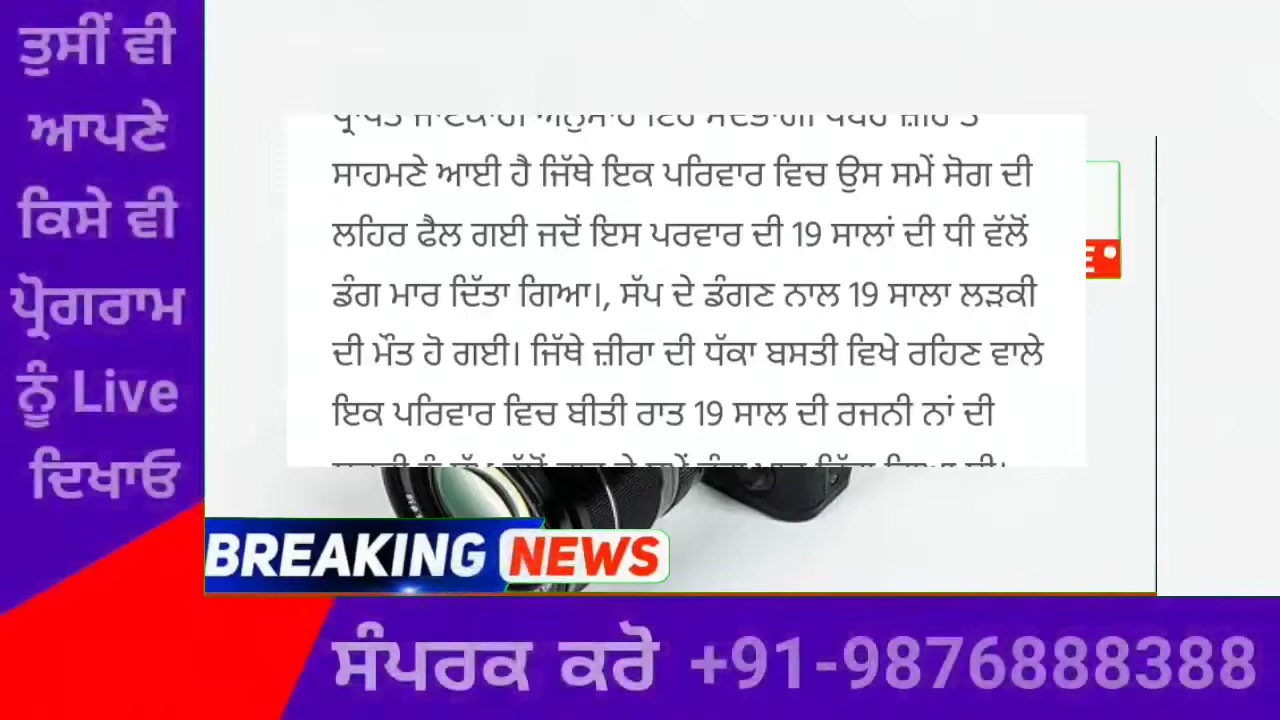 ਤੁਸੀਂ ਵੀ
ਆਪਣੇ
ਕਿਸੇ ਵੀ
ਪ੍ਰੋਗਰਾਮ
ਨੂੰ Live
ਦਿਖਾਓ
ਸਾਹਮਣੇ ਆਈ ਹੈ ਜਿੱਥੇ ਇਕ ਪਰਿਵਾਰ ਵਿਚ ਉਸ ਸਮੇਂ ਸੋਗ ਦੀ
ਲਹਿਰ ਫੈਲ ਗਈ ਜਦੋਂ ਇਸ ਪਰਵਾਰ ਦੀ 19 ਸਾਲਾਂ ਦੀ ਧੀ ਵੱਲੋਂ
ਡੰਗ ਮਾਰ ਦਿੱਤਾ ਗਿਆ।, ਸੱਪ ਦੇ ਡੰਗਣ ਨਾਲ 19 ਸਾਲਾ ਲੜਕੀ
ਦੀ ਮੌਤ ਹੋ ਗਈ। ਜਿੱਥੇ ਜ਼ੀਰਾ ਦੀ ਧੱਕਾ ਬਸਤੀ ਵਿਖੇ ਰਹਿਣ ਵਾਲੇ
ਇਕ ਪਰਿਵਾਰ ਵਿਚ ਬੀਤੀ ਰਾਤ 19 ਸਾਲ ਦੀ ਰਜਨੀ ਨਾਂ ਦੀ
BREAKING NEWS
ਸੰਪਰਕ ਕਰੋ +91-9876888388